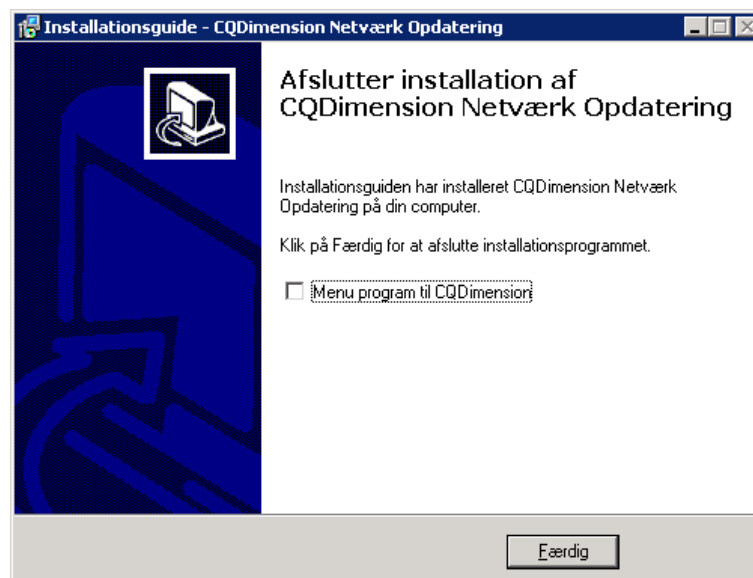 Installationsguide - CQDimension Netværk Opdatering
Afslutter installation af
CQDimension Netværk Opdatering
Installationsguiden har installeret CQDimension Netværk
Opdatering på din computer.
Klik på Færdig for at afslutte installationsprogrammet.
Menu program til CQDimension
Færdig